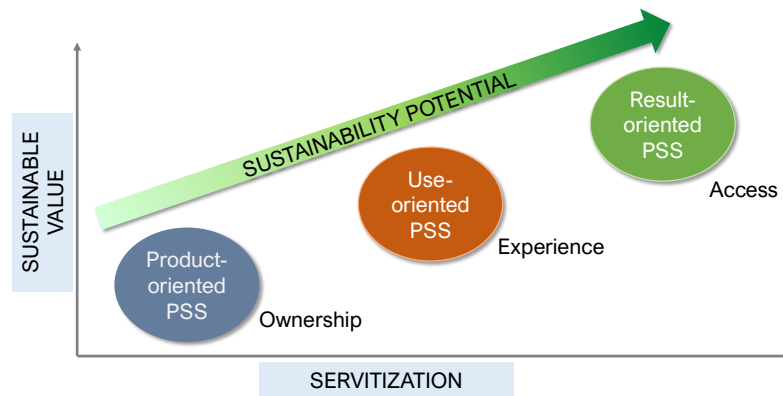 SUSTAINABLE
VALUE
SUSTAINABILITY POTENTIAL
Result-
oriented
PSS
Access
Use-
oriented
PSS
Experience
Product-
oriented
PSS
Ownership
SERVITIZATION